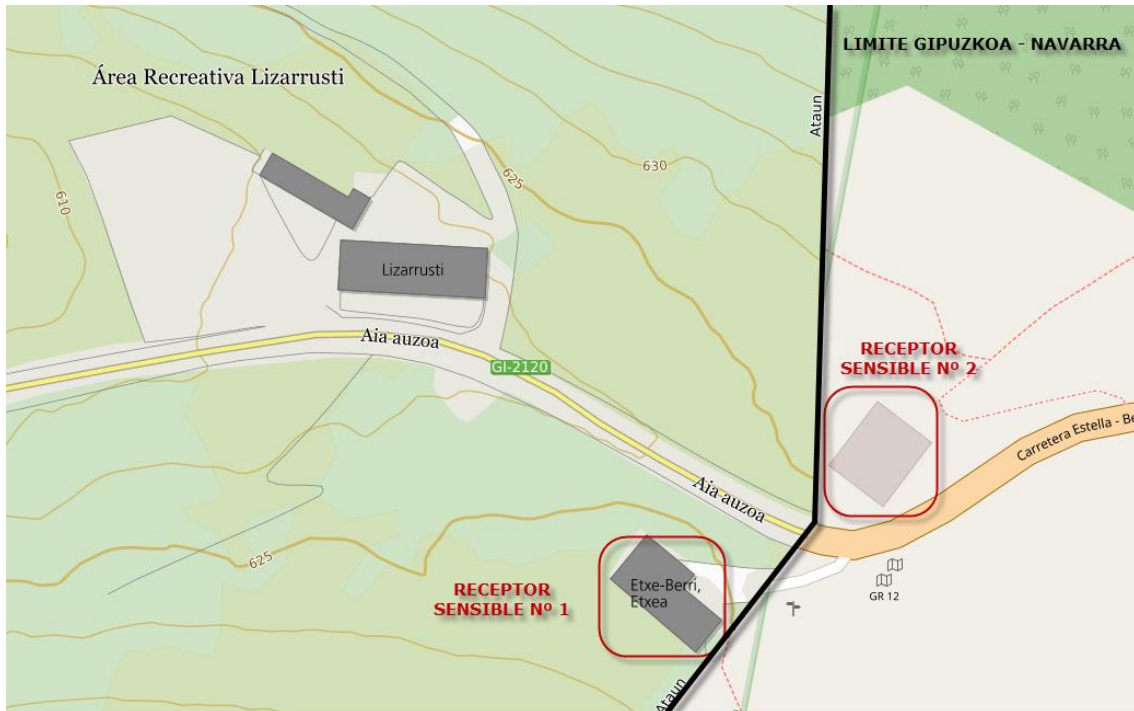 LIMITE GIPUZKOA - NAVARRA
Área Recreativa Lizarrusti
Ataun
630
625
610
Lizarrusti
Aia auzoa
GI-2120
RECEPTOR
SENSIBLE Nº 2
Carretera Estella - Be
Aia auzoa
625
RECEPTOR
SENSIBLE Nº 1
Etxe-Berri,
Etxea
GR 12
Ataun